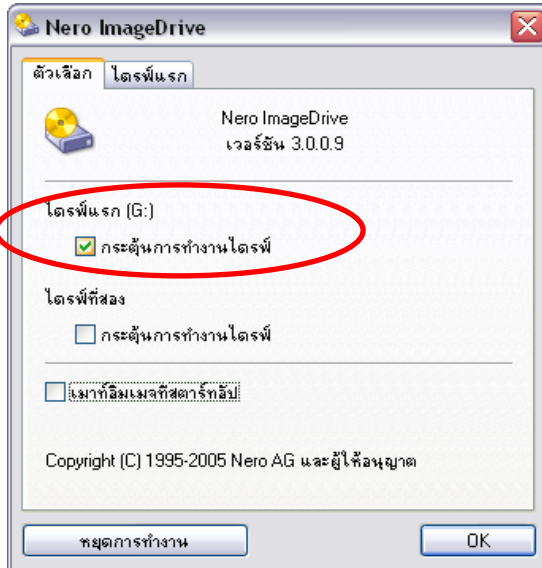 Nero ImageDrive
ตัวเลือก ไดรฟ์แรก
Nero ImageDrive
เวอร์ชัน 3.0.0.9
ไดรฟ์แรก (G:)
กระตุ้นการทำงานไดรฟ์
ไดรฟ์ที่สอง
กระตุ้นการทำงานไดรฟ์
เมาท์อิมเมจที่สตาร์ทอัป
Copyright (C) 1995-2005 Nero AG และผู้ให้อนุญาต
หยุดการทำงาน OK